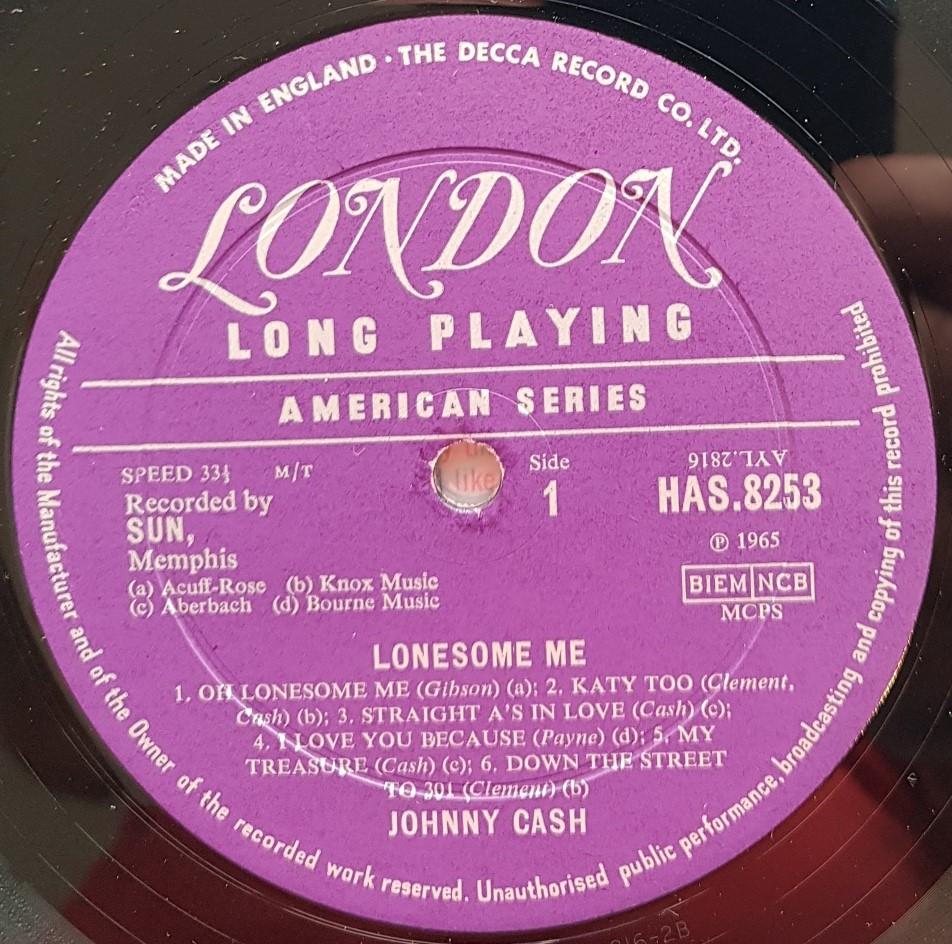 MADE IN ENGLAND · THE DECCA RECORD CO. LTD.
LONDON
LONG PLAYING
AMERICAN SERIES
SPEED 33⅓ M/T
Recorded by
SUN,
Memphis
(a) Acuff-Rose (b) Knox Music
(c) Aberbach (d) Bourne Music
like
Side
1
AYL.2816
HAS.8253
℗ 1965
BIEM NCB
MCPS
LONESOME ME
1. OH LONESOME ME (Gibson) (a); 2. KATY TOO (Clement,
Cash) (b); 3. STRAIGHT A'S IN LOVE (Cash) (c);
4. I LOVE YOU BECAUSE (Payne) (d); 5. MY
TREASURE (Cash) (c); 6. DOWN THE STREET
TO 301 (Clement) (b)
JOHNNY CASH
All rights of the Manufacturer and of the Owner of the recorded work reserved. Unauthorised public performance, broadcasting and copying of this record prohibited